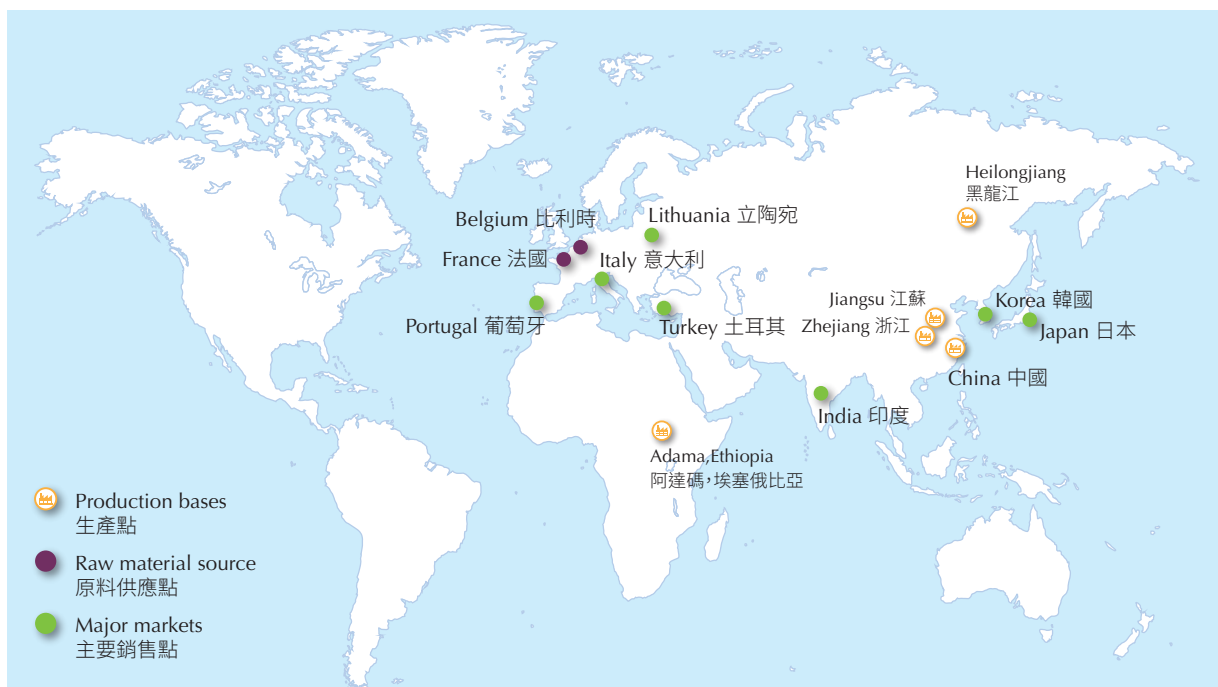 Heilongjiang
黑龍江
Belgium 比利時
Lithuania 立陶宛
France 法國
Italy 意大利
Jiangsu 江蘇
Korea 韓國
Portugal 葡萄牙
Turkey 土耳其
Zhejiang 浙江
Japan 日本
China 中國
India 印度
Adama,Ethiopia
阿達碼，埃塞俄比亞
Production bases
生產點
Raw material source
原料供應點
Major markets
主要銷售點